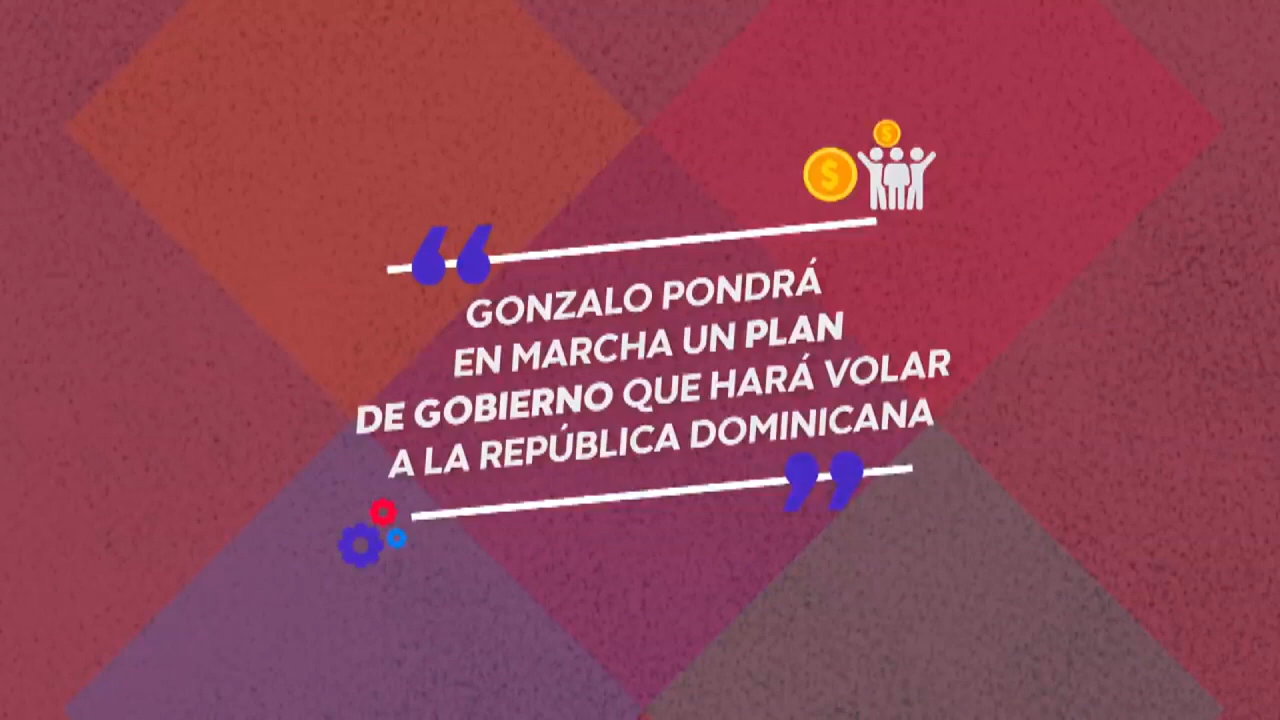 GONZALO PONDRÁ
EN MARCHA UN PLAN
DE GOBIERNO QUE HARÁ VOLAR
A LA REPÚBLICA DOMINICANA